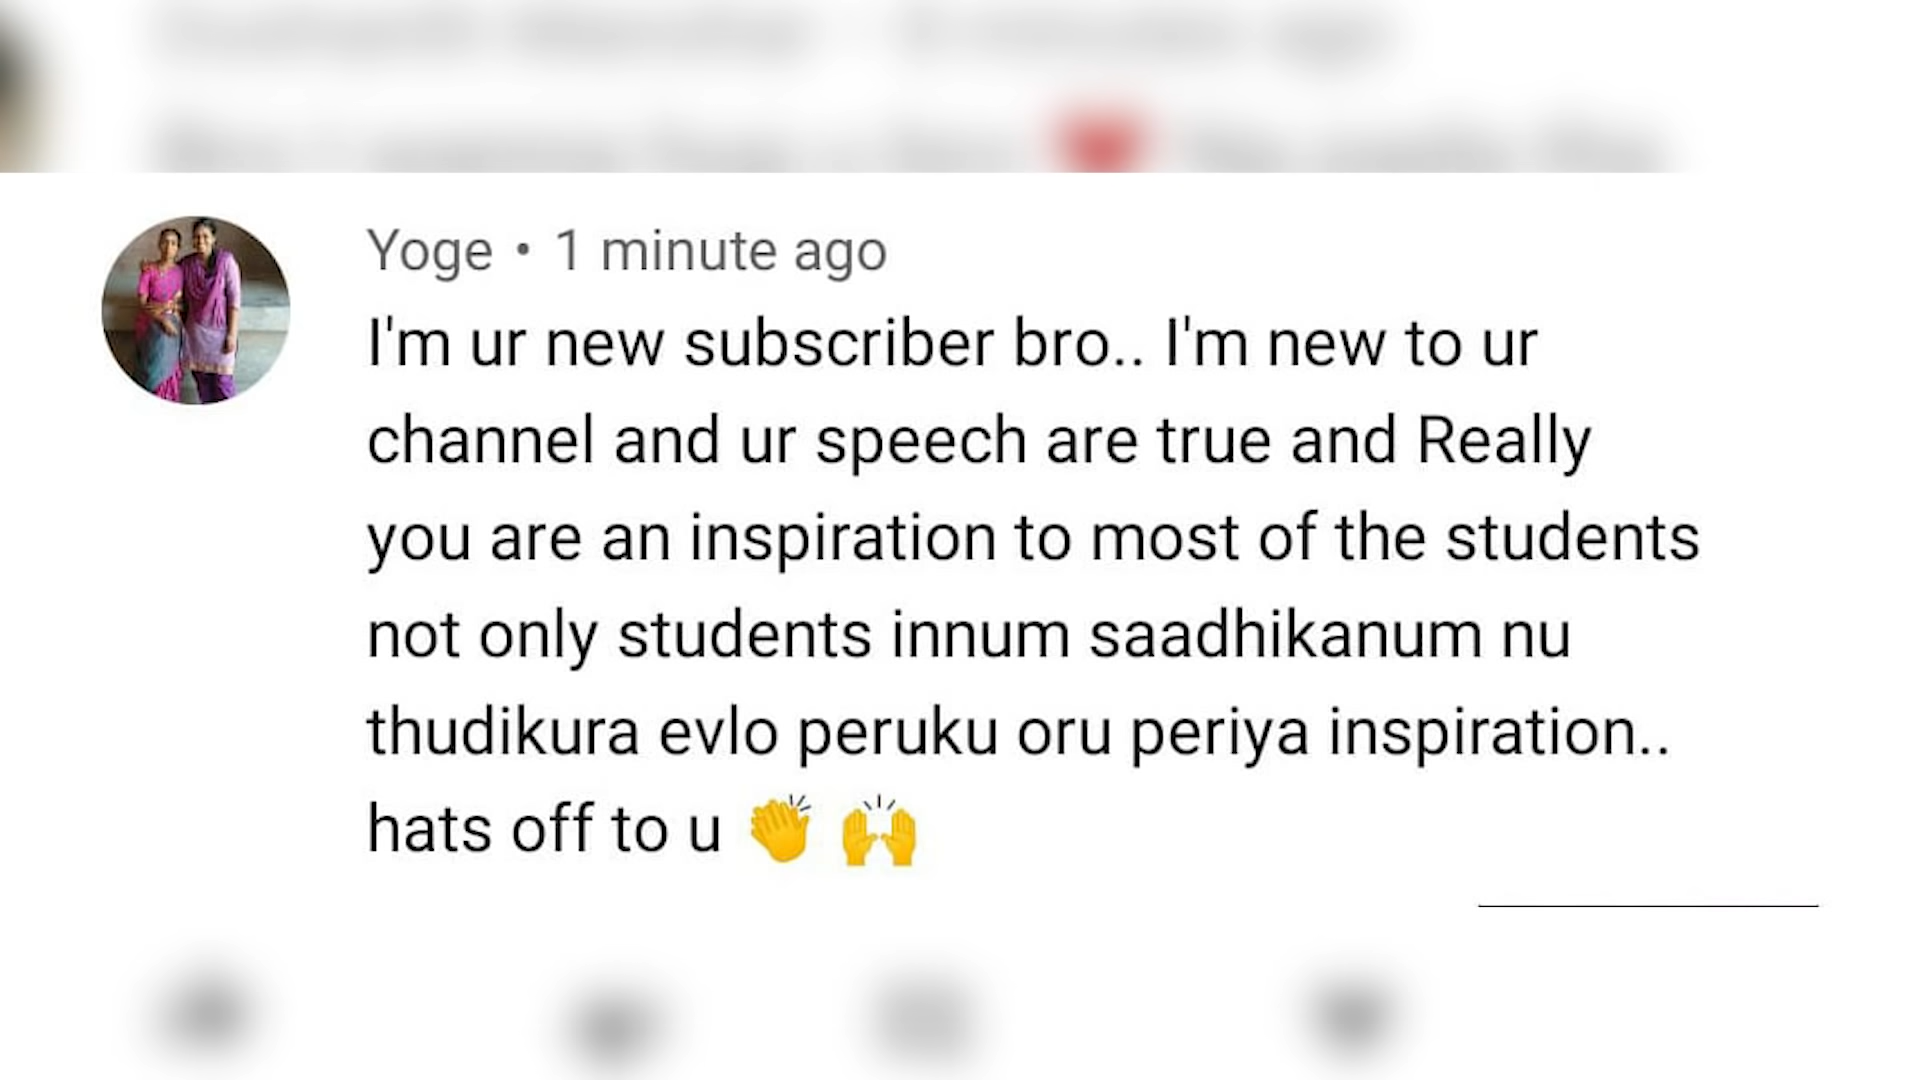 Yoge • 1 minute ago
I'm ur new subscriber bro.. I'm new to ur
channel and ur speech are true and Really
you are an inspiration to most of the students
not only students innum saadhikanum nu
thudikura evlo peruku oru periya inspiration..
hats off to u 👏 🙌